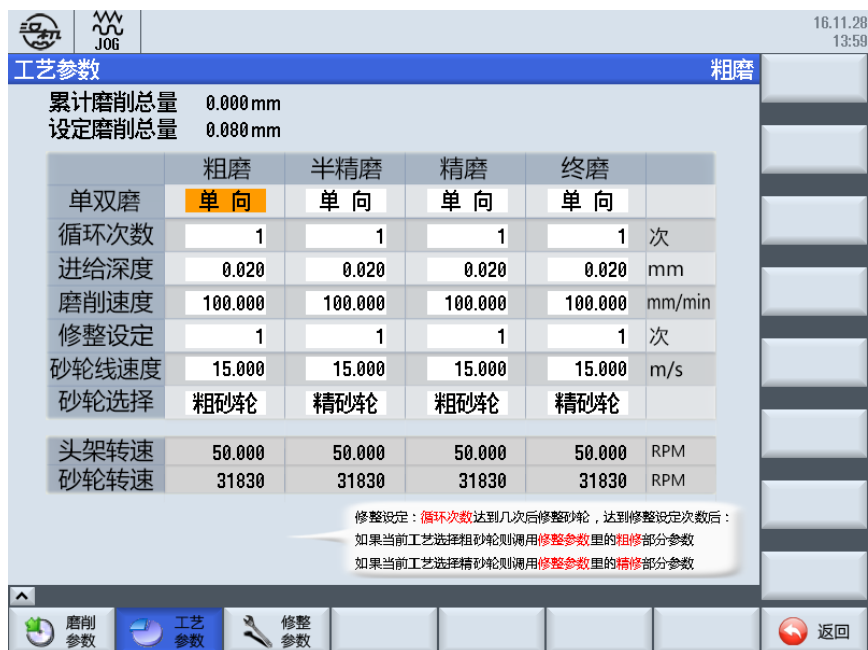 JOG
16.11.28
13:59
工艺参数 粗磨
累计磨削总量 0.000 mm
设定磨削总量 0.080 mm
粗磨 半精磨 精磨 终磨
单双磨 单向 单向 单向 单向
循环次数 1 1 1 1 次
进给深度 0.020 0.020 0.020 0.020 mm
磨削速度 100.000 100.000 100.000 100.000 mm/min
修整设定 1 1 1 1 次
砂轮线速度 15.000 15.000 15.000 15.000 m/s
砂轮选择 粗砂轮 精砂轮 粗砂轮 精砂轮
头架转速 50.000 50.000 50.000 50.000 RPM
砂轮转速 31830 31830 31830 31830 RPM
修整设定：循环次数达到几次后修整砂轮，达到修整设定次数后：
如果当前工艺选择粗砂轮则调用修整参数里的粗修部分参数
如果当前工艺选择精砂轮则调用修整参数里的精修部分参数
磨削 工艺 修整 返回
参数 参数 参数